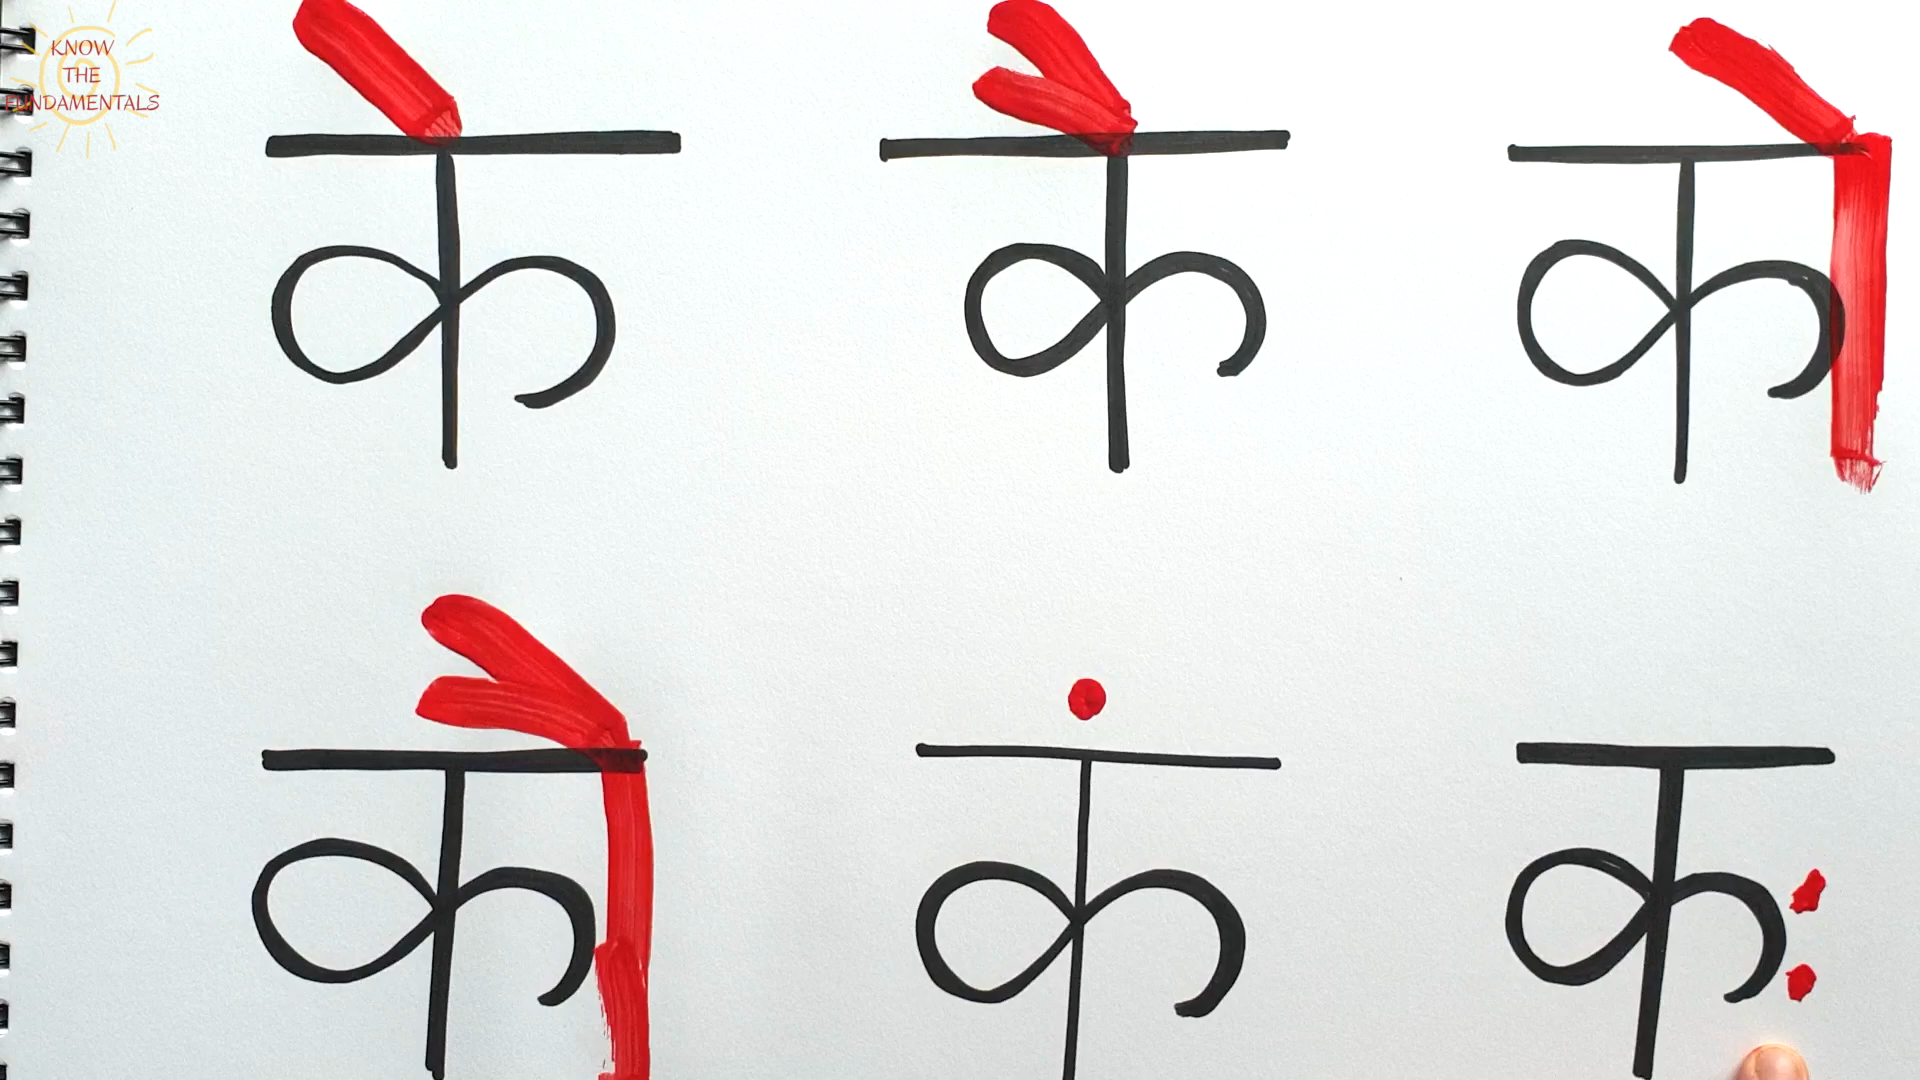 KNOW
THE
FUNDAMENTALS
के कै को
कौ कं कः